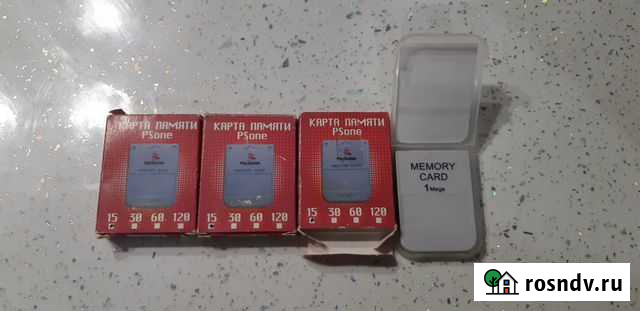 КАРТА ПАМЯТИ
PSone
15 30 60 120
КАРТА ПАМЯТИ
PSone
15 30 60 120
КАРТА ПАМЯТИ
PSone
PlayStation
15 30 60 120
MEMORY
CARD
1 Mega
rosndv.ru